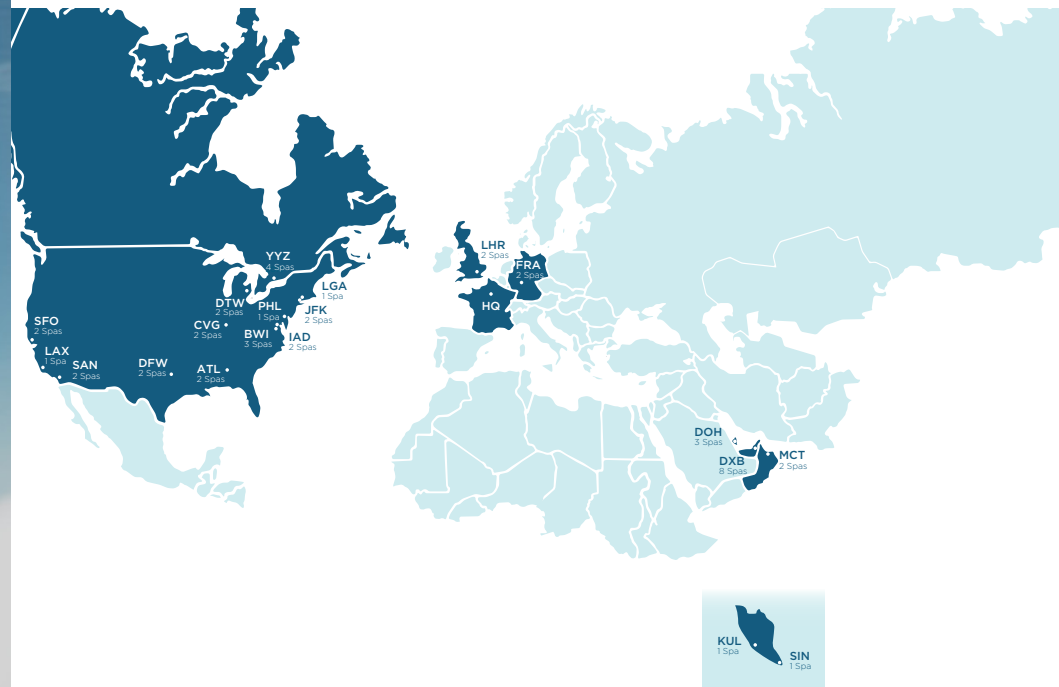 YYZ
4 Spas
LGA
1 Spa
DTW
2 Spas
PHL
1 Spa
JFK
2 Spas
CVG
2 Spas
BWI
3 Spas
IAD
2 Spas
SFO
2 Spas
LAX
1 Spa
SAN
2 Spas
DFW
2 Spas
ATL
2 Spas
LHR
2 Spas
FRA
2 Spas
HQ
DOH
3 Spas
DXB
8 Spas
MCT
2 Spas
KUL
1 Spa
SIN
1 Spa